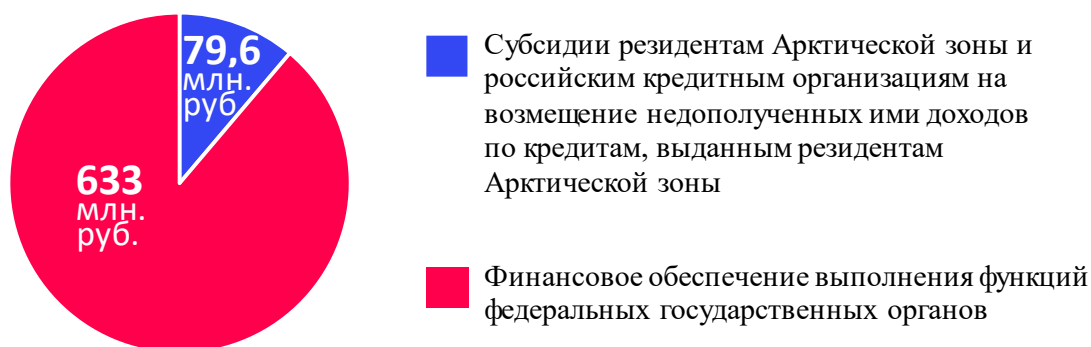 79,6
млн.
руб
633
млн.
руб.
Субсидии резидентам Арктической зоны и
российским кредитным организациям на
возмещение недополученных ими доходов
по кредитам, выданным резидентам
Арктической зоны
Финансовое обеспечение выполнения функций
федеральных государственных органов